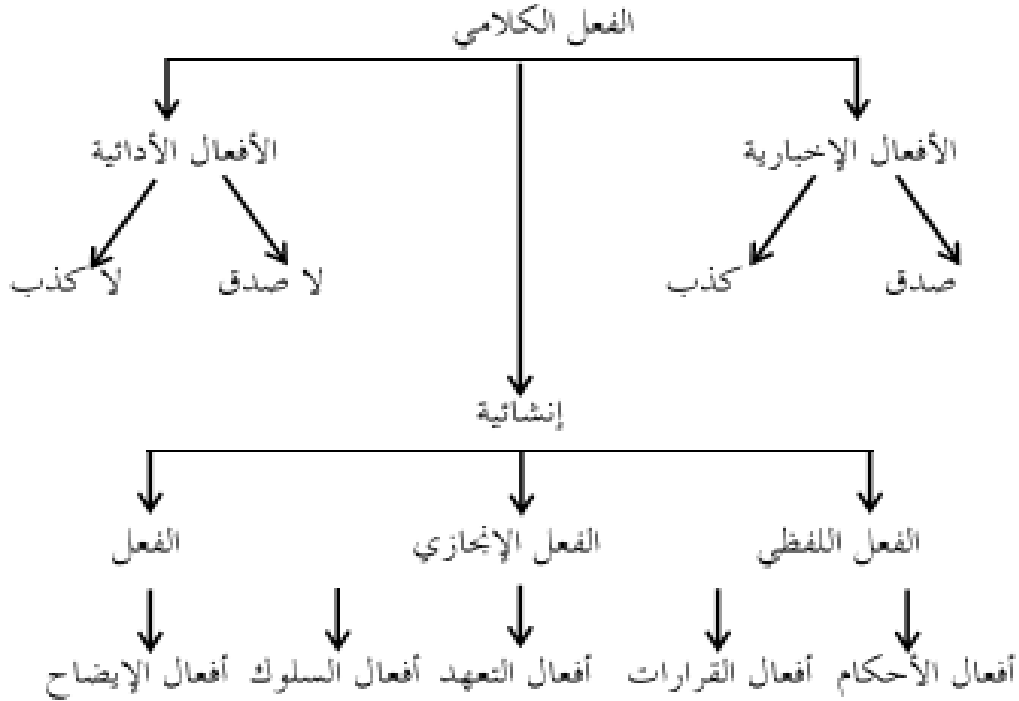 الفعل الكلامي
الأفعال الإخبارية
الأفعال الأدائية
صدق
كذب
لا صدق
لا كذب
إنشائية
الفعل اللفظي
الفعل الإنجازي
الفعل
أفعال الأحكام
أفعال القرارات
أفعال التعهد
أفعال السلوك
أفعال الإيضاح